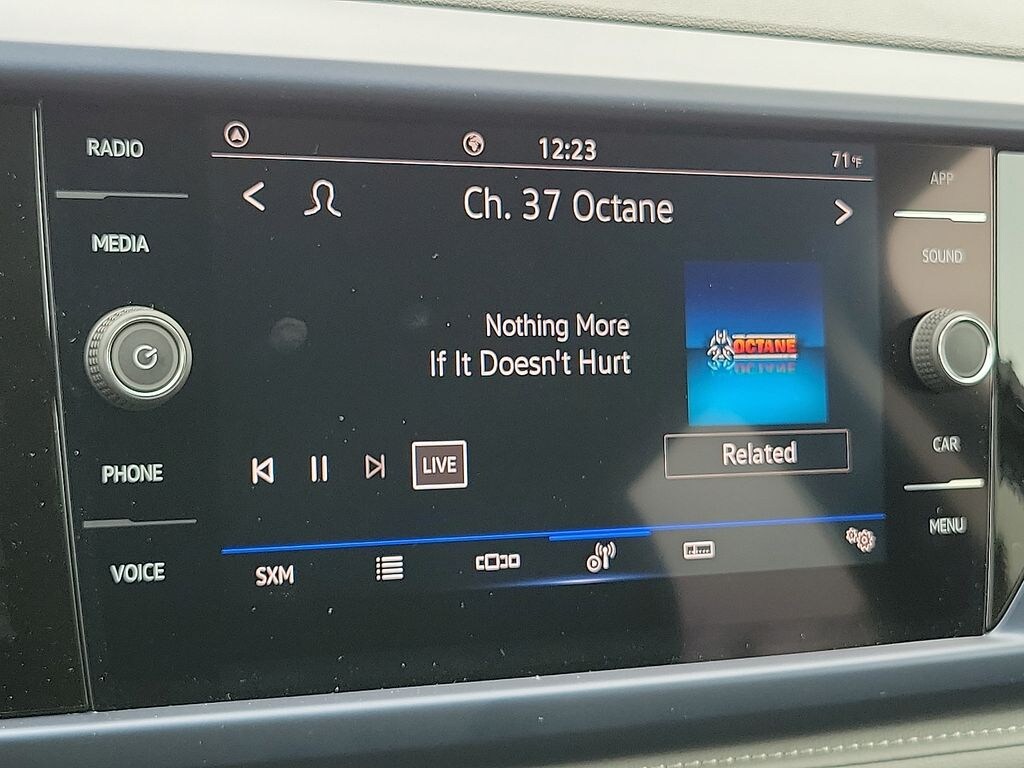 RADIO
MEDIA
PHONE
VOICE
12:23
71°F
Ch. 37 Octane
Nothing More
If It Doesn't Hurt
OCTANE
LIVE
Related
SXM
APP
SOUND
CAR
MENU